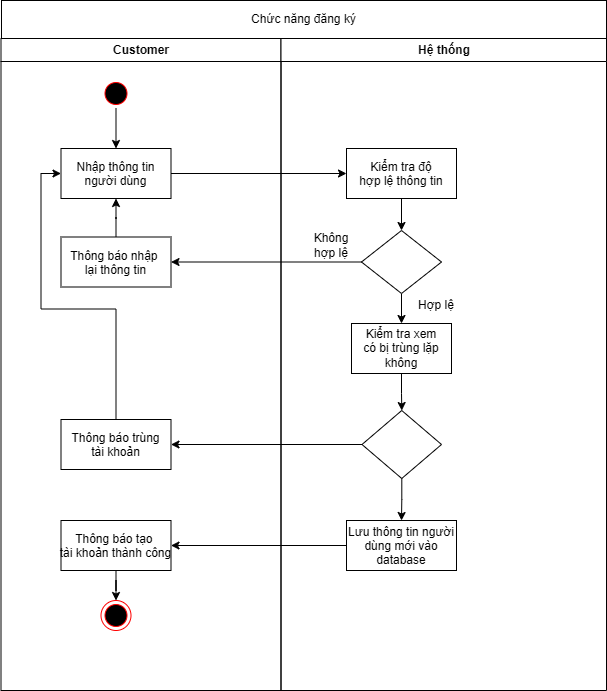 Chức năng đăng ký
Customer
Hệ thống
Nhập thông tin
người dùng
Kiểm tra độ
hợp lệ thông tin
Không
hợp lệ
Thông báo nhập
lại thông tin
Hợp lệ
Kiểm tra xem
có bị trùng lặp
không
Thông báo trùng
tài khoản
Lưu thông tin người
dùng mới vào
database
Thông báo tạo
tài khoản thành công